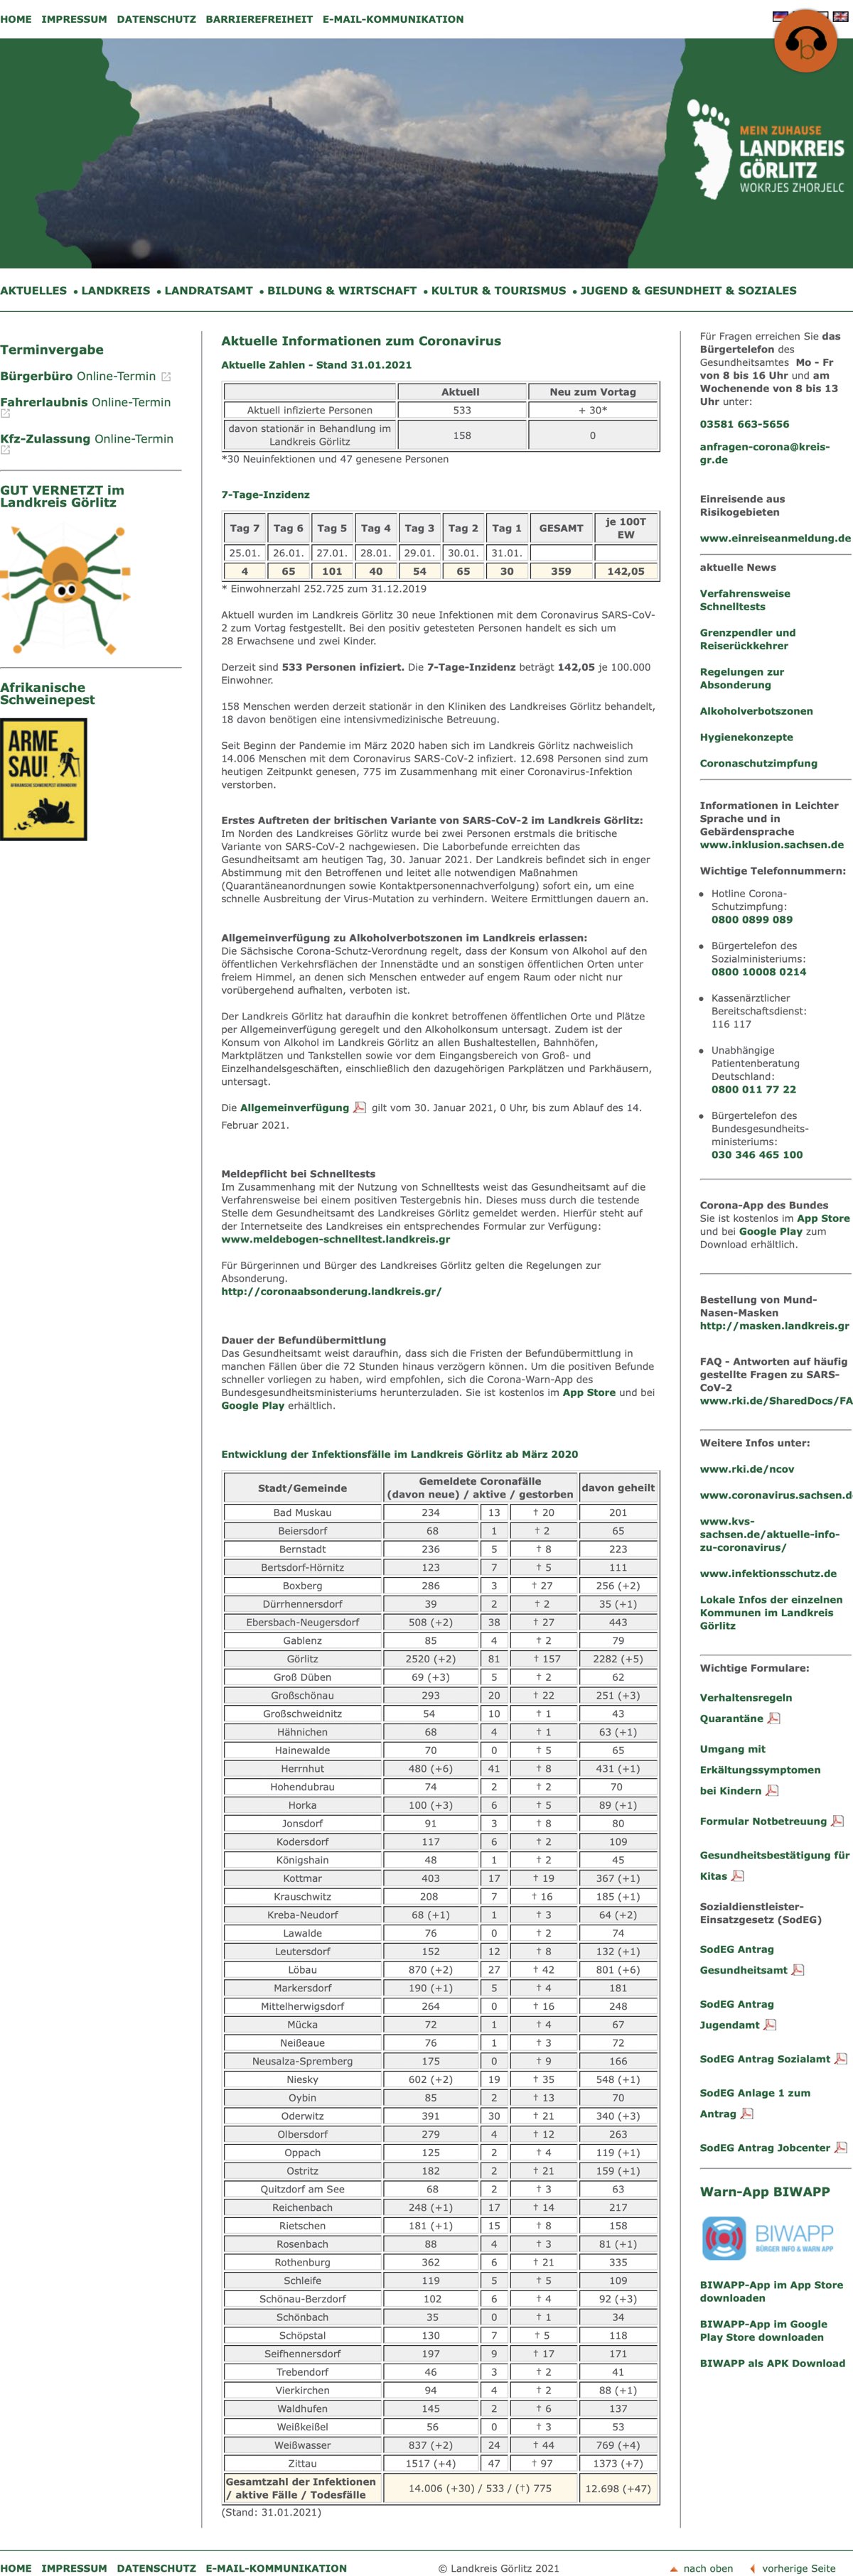 HOME IMPRESSUM DATENSCHUTZ BARRIEREFREIHEIT E-MAIL-KOMMUNIKATION
MEIN ZUHAUSE
LANDKREIS
GÖRLITZ
WOKRJES ZHORJELC
AKTUELLES • LANDKREIS • LANDRATSAMT • BILDUNG & WIRTSCHAFT • KULTUR & TOURISMUS • JUGEND & GESUNDHEIT & SOZIALES
Terminvergabe
Bürgerbüro Online-Termin
Fahrerlaubnis Online-Termin
Kfz-Zulassung Online-Termin
GUT VERNETZT im
Landkreis Görlitz
Afrikanische
Schweinepest
ARME
SAU!
AFRIKANISCHE SCHWEINEPEST VERHINDERN!
Aktuelle Informationen zum Coronavirus
Aktuelle Zahlen - Stand 31.01.2021
Aktuell Neu zum Vortag
Aktuell infizierte Personen 533 + 30*
davon stationär in Behandlung im
Landkreis Görlitz 158 0
*30 Neuinfektionen und 47 genesene Personen
7-Tage-Inzidenz
Tag 7 Tag 6 Tag 5 Tag 4 Tag 3 Tag 2 Tag 1 GESAMT je 100T
EW
25.01. 26.01. 27.01. 28.01. 29.01. 30.01. 31.01.
4 65 101 40 54 65 30 359 142,05
* Einwohnerzahl 252.725 zum 31.12.2019
Aktuell wurden im Landkreis Görlitz 30 neue Infektionen mit dem Coronavirus SARS-CoV-
2 zum Vortag festgestellt. Bei den positiv getesteten Personen handelt es sich um
28 Erwachsene und zwei Kinder.
Derzeit sind 533 Personen infiziert. Die 7-Tage-Inzidenz beträgt 142,05 je 100.000
Einwohner.
158 Menschen werden derzeit stationär in den Kliniken des Landkreises Görlitz behandelt,
18 davon benötigen eine intensivmedizinische Betreuung.
Seit Beginn der Pandemie im März 2020 haben sich im Landkreis Görlitz nachweislich
14.006 Menschen mit dem Coronavirus SARS-CoV-2 infiziert. 12.698 Personen sind zum
heutigen Zeitpunkt genesen, 775 im Zusammenhang mit einer Coronavirus-Infektion
verstorben.
Erstes Auftreten der britischen Variante von SARS-CoV-2 im Landkreis Görlitz:
Im Norden des Landkreises Görlitz wurde bei zwei Personen erstmals die britische
Variante von SARS-CoV-2 nachgewiesen. Die Laborbefunde erreichten das
Gesundheitsamt am heutigen Tag, 30. Januar 2021. Der Landkreis befindet sich in enger
Abstimmung mit den Betroffenen und leitet alle notwendigen Maßnahmen
(Quarantäneanordnungen sowie Kontaktpersonennachverfolgung) sofort ein, um eine
schnelle Ausbreitung der Virus-Mutation zu verhindern. Weitere Ermittlungen dauern an.
Allgemeinverfügung zu Alkoholverbotszonen im Landkreis erlassen:
Die Sächsische Corona-Schutz-Verordnung regelt, dass der Konsum von Alkohol auf den
öffentlichen Verkehrsflächen der Innenstädte und an sonstigen öffentlichen Orten unter
freiem Himmel, an denen sich Menschen entweder auf engem Raum oder nicht nur
vorübergehend aufhalten, verboten ist.
Der Landkreis Görlitz hat daraufhin die konkret betroffenen öffentlichen Orte und Plätze
per Allgemeinverfügung geregelt und den Alkoholkonsum untersagt. Zudem ist der
Konsum von Alkohol im Landkreis Görlitz an allen Bushaltestellen, Bahnhöfen,
Marktplätzen und Tankstellen sowie vor dem Eingangsbereich von Groß- und
Einzelhandelsgeschäften, einschließlich den dazugehörigen Parkplätzen und Parkhäusern,
untersagt.
Die Allgemeinverfügung gilt vom 30. Januar 2021, 0 Uhr, bis zum Ablauf des 14.
Februar 2021.
Meldepflicht bei Schnelltests
Im Zusammenhang mit der Nutzung von Schnelltests weist das Gesundheitsamt auf die
Verfahrensweise bei einem positiven Testergebnis hin. Dieses muss durch die testende
Stelle dem Gesundheitsamt des Landkreises Görlitz gemeldet werden. Hierfür steht auf
der Internetseite des Landkreises ein entsprechendes Formular zur Verfügung:
www.meldebogen-schnelltest.landkreis.gr
Für Bürgerinnen und Bürger des Landkreises Görlitz gelten die Regelungen zur
Absonderung.
http://coronaabsonderung.landkreis.gr/
Dauer der Befundübermittlung
Das Gesundheitsamt weist daraufhin, dass sich die Fristen der Befundübermittlung in
manchen Fällen über die 72 Stunden hinaus verzögern können. Um die positiven Befunde
schneller vorliegen zu haben, wird empfohlen, sich die Corona-Warn-App des
Bundesgesundheitsministeriums herunterzuladen. Sie ist kostenlos im App Store und bei
Google Play erhältlich.
Entwicklung der Infektionsfälle im Landkreis Görlitz ab März 2020
Stadt/Gemeinde Gemeldete Coronafälle
(davon neue) / aktive / gestorben davon geheilt
Bad Muskau 234 13 † 20 201
Beiersdorf 68 1 † 2 65
Bernstadt 236 5 † 8 223
Bertsdorf-Hörnitz 123 7 † 5 111
Boxberg 286 3 † 27 256 (+2)
Dürrhennersdorf 39 2 † 2 35 (+1)
Ebersbach-Neugersdorf 508 (+2) 38 † 27 443
Gablenz 85 4 † 2 79
Görlitz 2520 (+2) 81 † 157 2282 (+5)
Groß Düben 69 (+3) 5 † 2 62
Großschönau 293 20 † 22 251 (+3)
Großschweidnitz 54 10 † 1 43
Hähnichen 68 4 † 1 63 (+1)
Hainewalde 70 0 † 5 65
Herrnhut 480 (+6) 41 † 8 431 (+1)
Hohendubrau 74 2 † 2 70
Horka 100 (+3) 6 † 5 89 (+1)
Jonsdorf 91 3 † 8 80
Kodersdorf 117 6 † 2 109
Königshain 48 1 † 2 45
Kottmar 403 17 † 19 367 (+1)
Krauschwitz 208 7 † 16 185 (+1)
Kreba-Neudorf 68 (+1) 1 † 3 64 (+2)
Lawalde 76 0 † 2 74
Leutersdorf 152 12 † 8 132 (+1)
Löbau 870 (+2) 27 † 42 801 (+6)
Markersdorf 190 (+1) 5 † 4 181
Mittelherwigsdorf 264 0 † 16 248
Mücka 72 1 † 4 67
Neißeaue 76 1 † 3 72
Neusalza-Spremberg 175 0 † 9 166
Niesky 602 (+2) 19 † 35 548 (+1)
Oybin 85 2 † 13 70
Oderwitz 391 30 † 21 340 (+3)
Olbersdorf 279 4 † 12 263
Oppach 125 2 † 4 119 (+1)
Ostritz 182 2 † 21 159 (+1)
Quitzdorf am See 68 2 † 3 63
Reichenbach 248 (+1) 17 † 14 217
Rietschen 181 (+1) 15 † 8 158
Rosenbach 88 4 † 3 81 (+1)
Rothenburg 362 6 † 21 335
Schleife 119 5 † 5 109
Schönau-Berzdorf 102 6 † 4 92 (+3)
Schönbach 35 0 † 1 34
Schöpstal 130 7 † 5 118
Seifhennersdorf 197 9 † 17 171
Trebendorf 46 3 † 2 41
Vierkirchen 94 4 † 2 88 (+1)
Waldhufen 145 2 † 6 137
Weißkeißel 56 0 † 3 53
Weißwasser 837 (+2) 24 † 44 769 (+4)
Zittau 1517 (+4) 47 † 97 1373 (+7)
Gesamtzahl der Infektionen
/ aktive Fälle / Todesfälle 14.006 (+30) / 533 / (†) 775 12.698 (+47)
(Stand: 31.01.2021)
Für Fragen erreichen Sie das
Bürgertelefon des
Gesundheitsamtes Mo - Fr
von 8 bis 16 Uhr und am
Wochenende von 8 bis 13
Uhr unter:
03581 663-5656
anfragen-corona@kreis-
gr.de
Einreisende aus
Risikogebieten
www.einreiseanmeldung.de
aktuelle News
Verfahrensweise
Schnelltests
Grenzpendler und
Reiserückkehrer
Regelungen zur
Absonderung
Alkoholverbotszonen
Hygienekonzepte
Coronaschutzimpfung
Informationen in Leichter
Sprache und in
Gebärdensprache
www.inklusion.sachsen.de
Wichtige Telefonnummern:
• Hotline Corona-
Schutzimpfung:
0800 0899 089
• Bürgertelefon des
Sozialministeriums:
0800 10008 0214
• Kassenärztlicher
Bereitschaftsdienst:
116 117
• Unabhängige
Patientenberatung
Deutschland:
0800 011 77 22
• Bürgertelefon des
Bundesgesundheits-
ministeriums:
030 346 465 100
Corona-App des Bundes
Sie ist kostenlos im App Store
und bei Google Play zum
Download erhältlich.
Bestellung von Mund-
Nasen-Masken
http://masken.landkreis.gr
FAQ - Antworten auf häufig
gestellte Fragen zu SARS-
CoV-2
www.rki.de/SharedDocs/FA
Weitere Infos unter:
www.rki.de/ncov
www.coronavirus.sachsen.d
www.kvs-
sachsen.de/aktuelle-info-
zu-coronavirus/
www.infektionsschutz.de
Lokale Infos der einzelnen
Kommunen im Landkreis
Görlitz
Wichtige Formulare:
Verhaltensregeln
Quarantäne
Umgang mit
Erkältungssymptomen
bei Kindern
Formular Notbetreuung
Gesundheitsbestätigung für
Kitas
Sozialdienstleister-
Einsatzgesetz (SodEG)
SodEG Antrag
Gesundheitsamt
SodEG Antrag
Jugendamt
SodEG Antrag Sozialamt
SodEG Anlage 1 zum
Antrag
SodEG Antrag Jobcenter
Warn-App BIWAPP
BIWAPP
BÜRGER INFO & WARN APP
BIWAPP-App im App Store
downloaden
BIWAPP-App im Google
Play Store downloaden
BIWAPP als APK Download
HOME IMPRESSUM DATENSCHUTZ E-MAIL-KOMMUNIKATION
© Landkreis Görlitz 2021
nach oben vorherige Seite